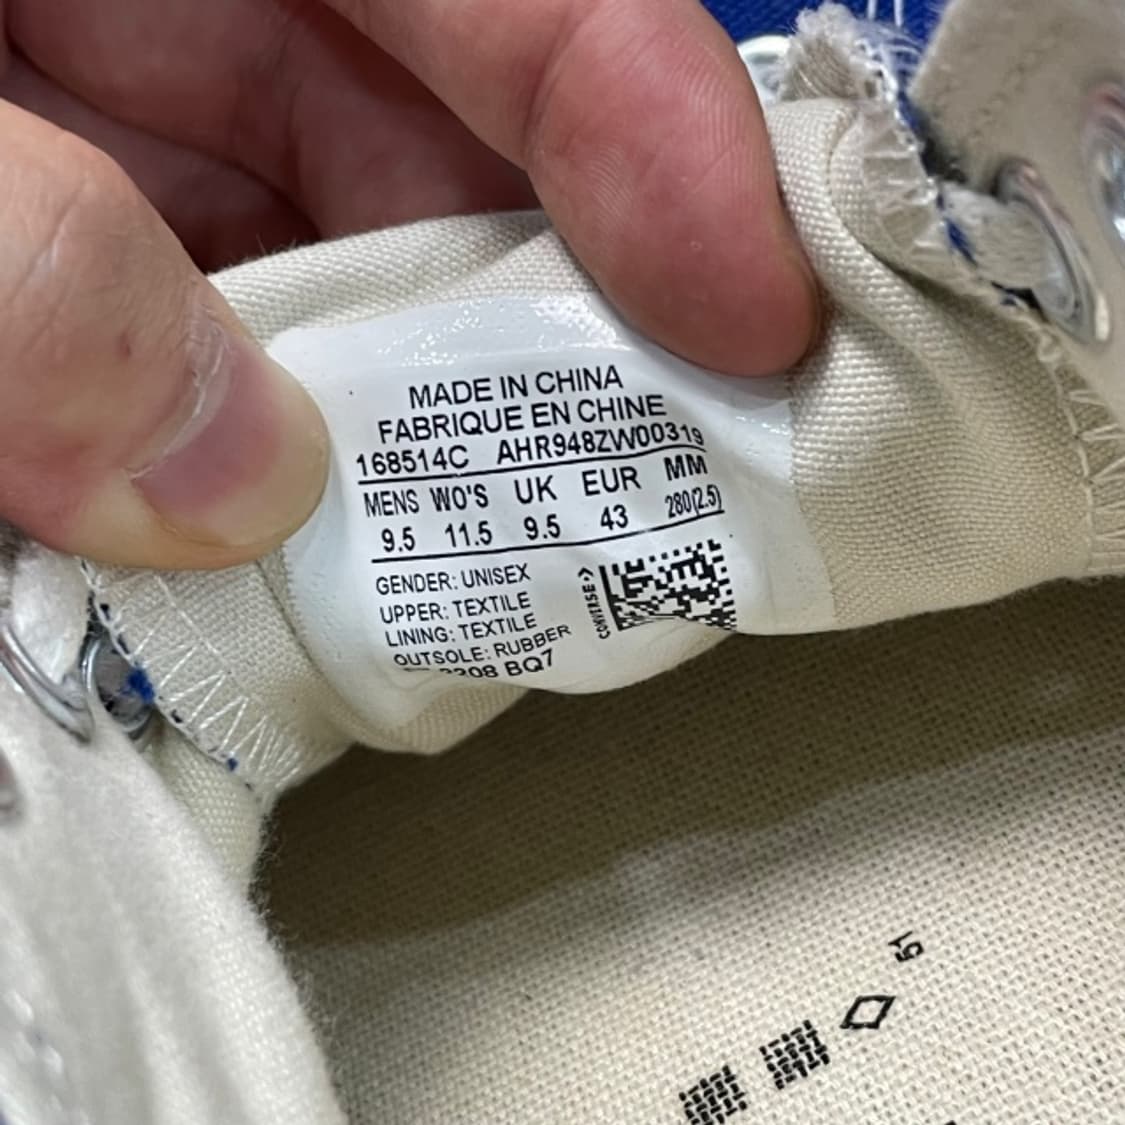 MADE IN CHINA
FABRIQUE EN CHINE
168514C AHR948ZW00319
MENS WO'S UK EUR MM
9.5 11.5 9.5 43 280(2.5)
GENDER: UNISEX
UPPER: TEXTILE
LINING: TEXTILE
OUTSOLE: RUBBER
2208 BQ7
CONVERSE